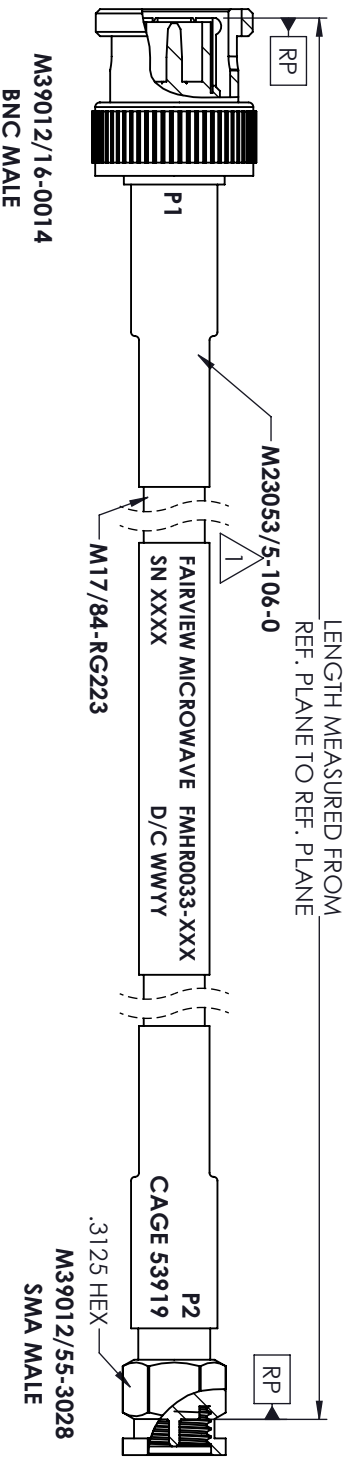 LENGTH MEASURED FROM
REF. PLANE TO REF. PLANE
RP
RP
M23053/5-106-0
1
P1
FAIRVIEW MICROWAVE FMHR0033-XXX
SN XXXX D/C WWYY
P2
CAGE 53919
M17/84-RG223
.3125 HEX
M39012/16-0014
BNC MALE
M39012/55-3028
SMA MALE